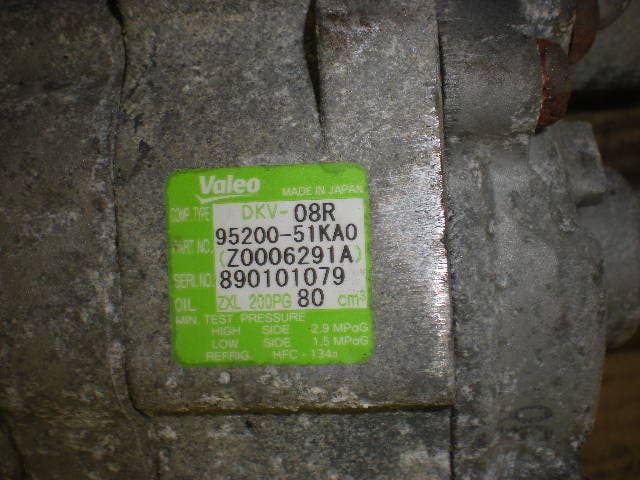 Valeo MADE IN JAPAN
COMP. TYPE DKV-08R
PART NO. 95200-51KA0
(Z0006291A)
SERL NO. 890101079
OIL ZXL 200PG 80 cm³
MIN. TEST PRESSURE
HIGH SIDE 2.9 MPaG
LOW SIDE 1.5 MPaG
REFRIG. HFC-134a